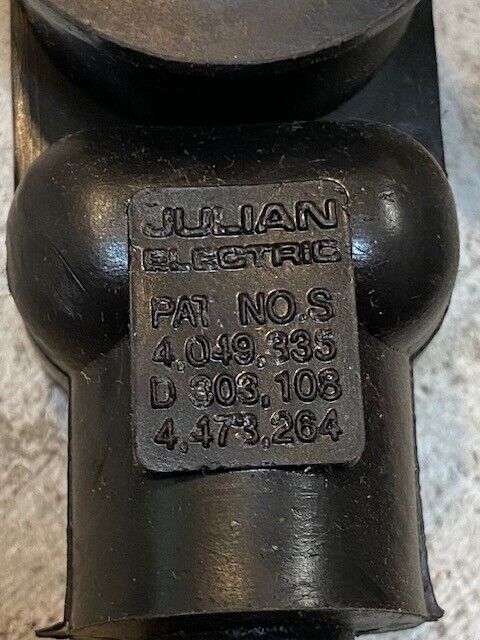 JULIAN
ELECTRIC
PAT NO.S
4,049,335
D 303,108
4,473,264